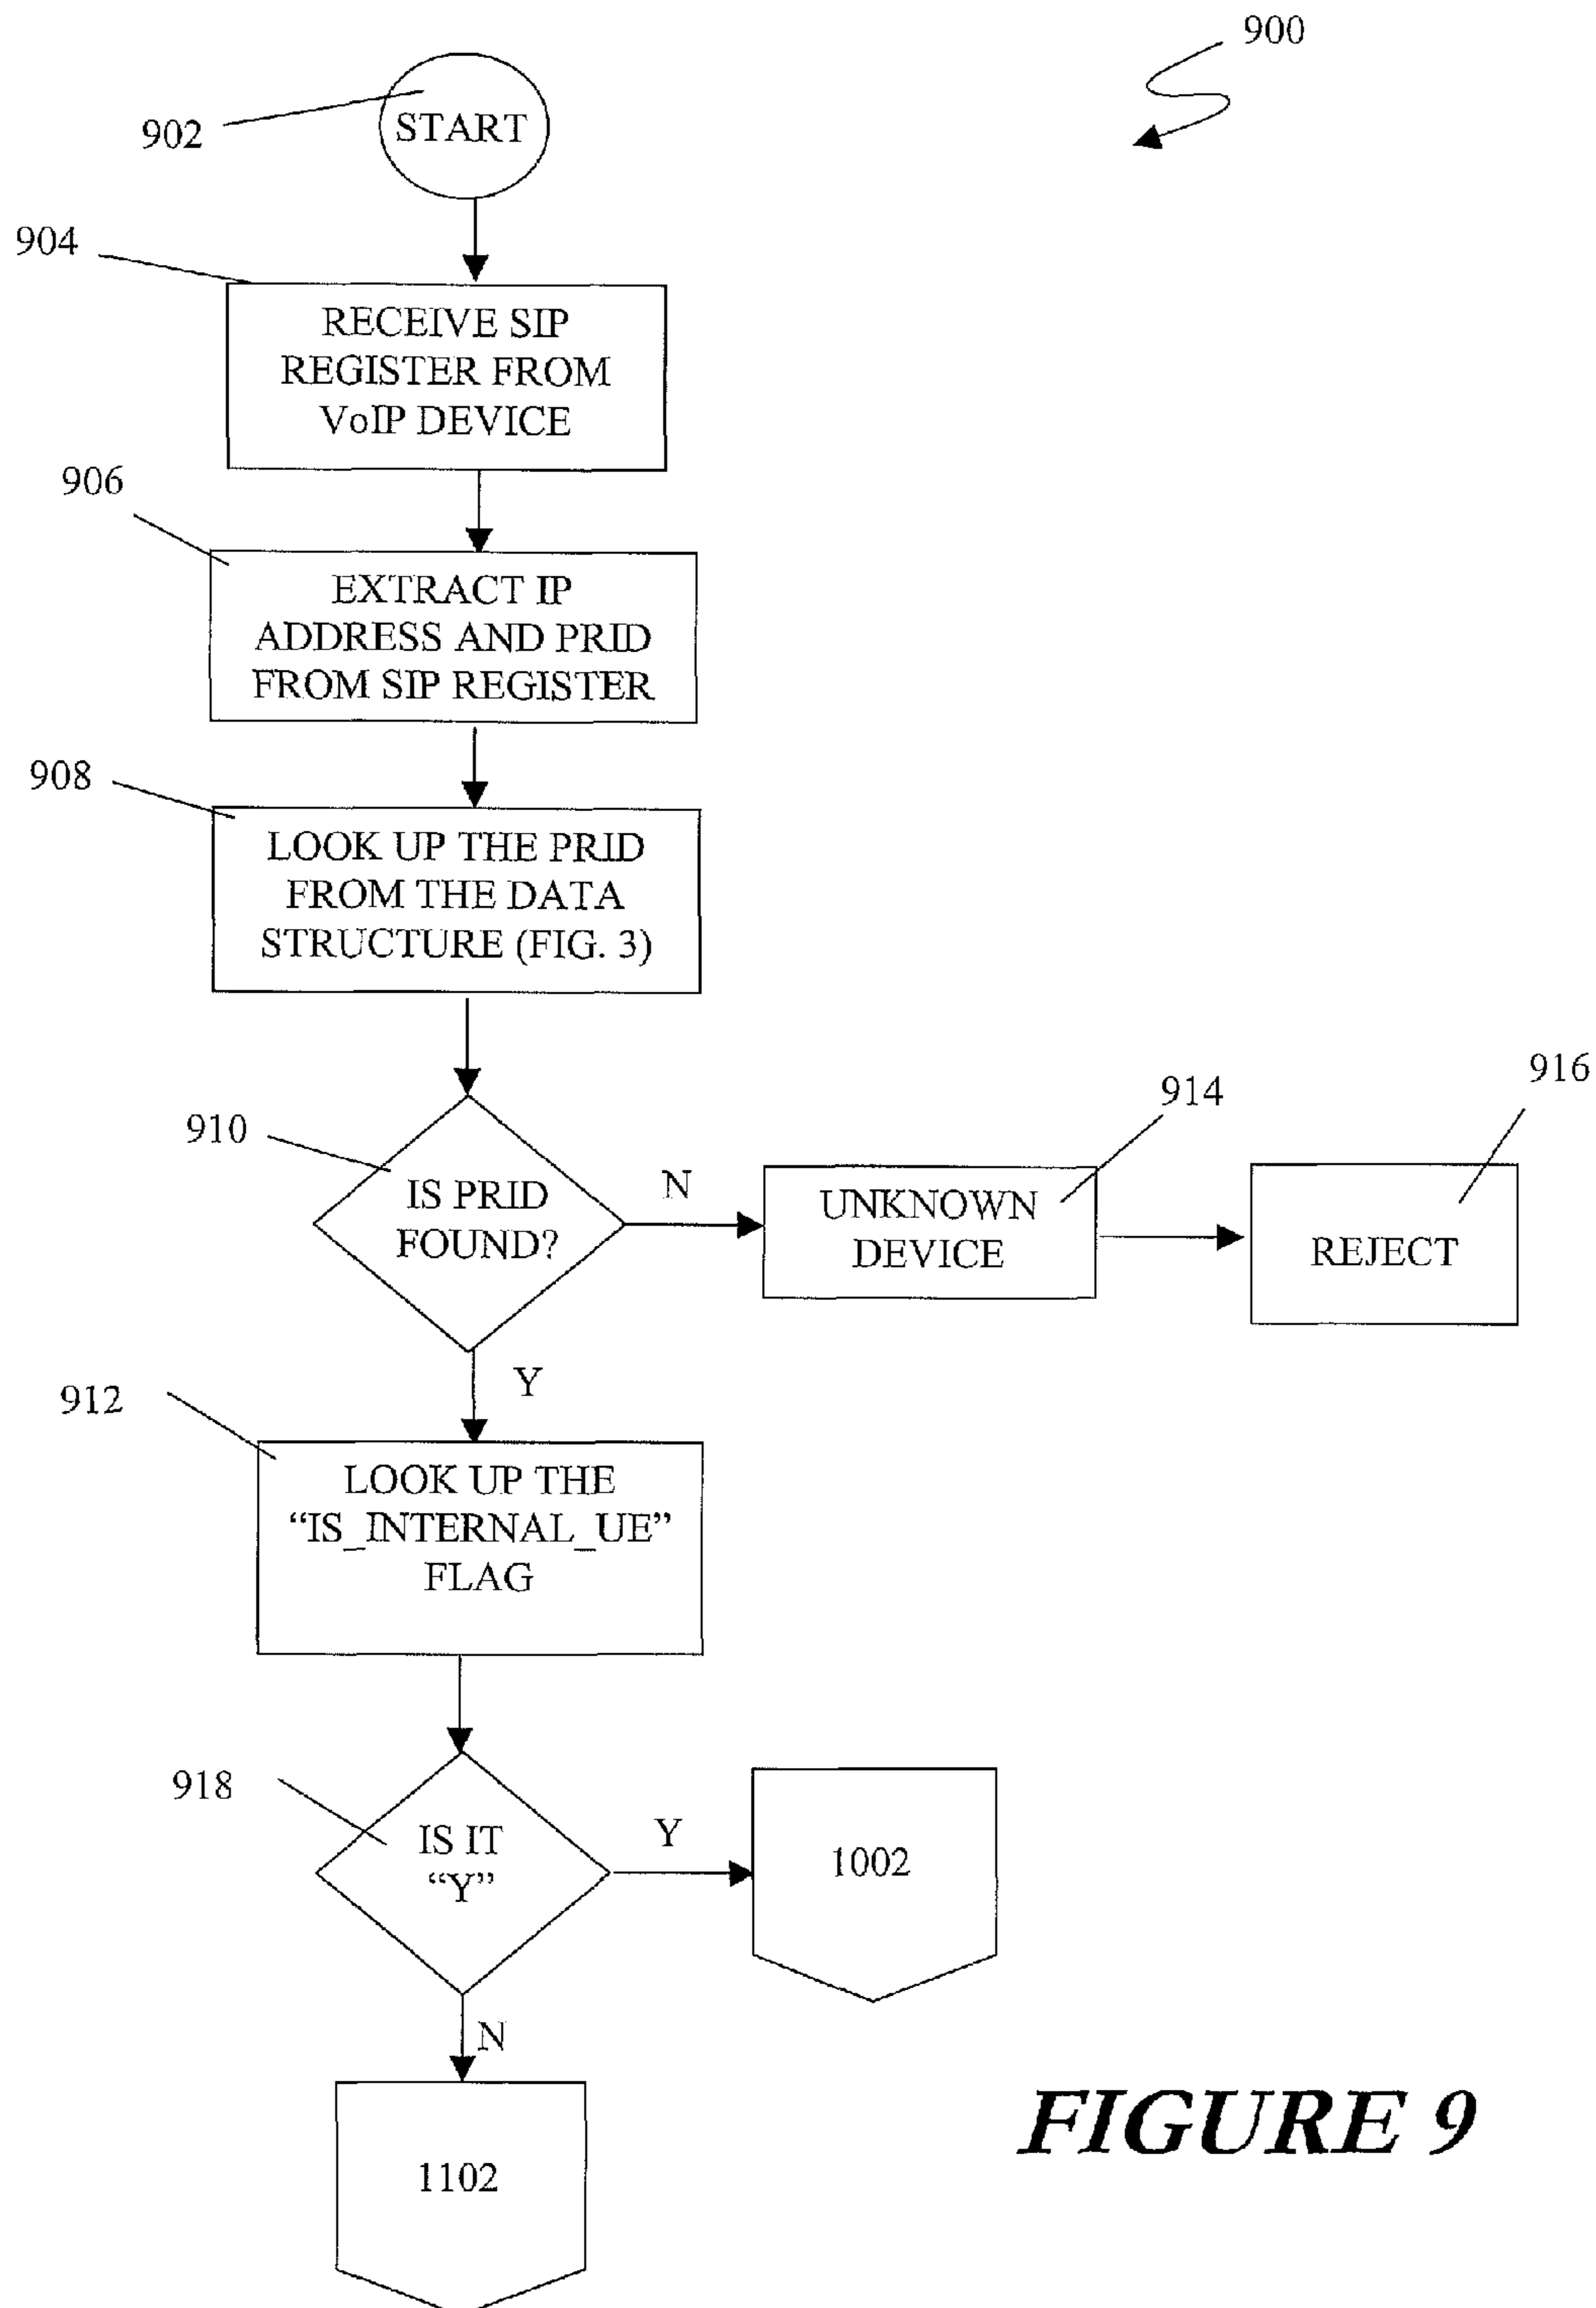 900
902
START
904
RECEIVE SIP
REGISTER FROM
VoIP DEVICE
906
EXTRACT IP
ADDRESS AND PRID
FROM SIP REGISTER
908
LOOK UP THE PRID
FROM THE DATA
STRUCTURE (FIG. 3)
910
IS PRID
FOUND?
N
914
UNKNOWN
DEVICE
916
REJECT
Y
912
LOOK UP THE
“IS_INTERNAL_UE”
FLAG
918
IS IT
“Y”
Y
1002
N
1102
FIGURE 9